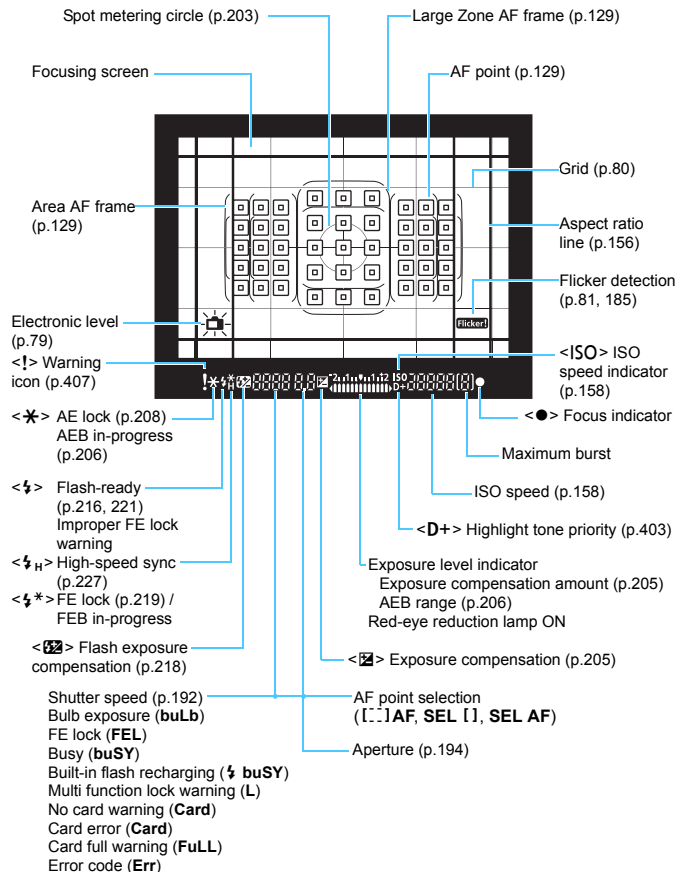 Spot metering circle (p.203)
Large Zone AF frame (p.129)
Focusing screen
AF point (p.129)
Grid (p.80)
Area AF frame
(p.129)
Aspect ratio
line (p.156)
Flicker detection
(p.81, 185)
Flicker!
Electronic level
(p.79)
<!> Warning
icon (p.407)
<ISO> ISO
speed indicator
(p.158)
<✱> AE lock (p.208)
AEB in-progress
(p.206)
<●> Focus indicator
Maximum burst
<⚡> Flash-ready
(p.216, 221)
Improper FE lock
warning
ISO speed (p.158)
<D+> Highlight tone priority (p.403)
<⚡H> High-speed sync
(p.227)
<⚡*> FE lock (p.219) /
FEB in-progress
Exposure level indicator
Exposure compensation amount (p.205)
AEB range (p.206)
Red-eye reduction lamp ON
< > Flash exposure
compensation (p.218)
< > Exposure compensation (p.205)
Shutter speed (p.192)
Bulb exposure (buLb)
FE lock (FEL)
Busy (buSY)
Built-in flash recharging (⚡ buSY)
Multi function lock warning (L)
No card warning (Card)
Card error (Card)
Card full warning (FuLL)
Error code (Err)
AF point selection
([ ] AF, SEL [ ], SEL AF)
Aperture (p.194)